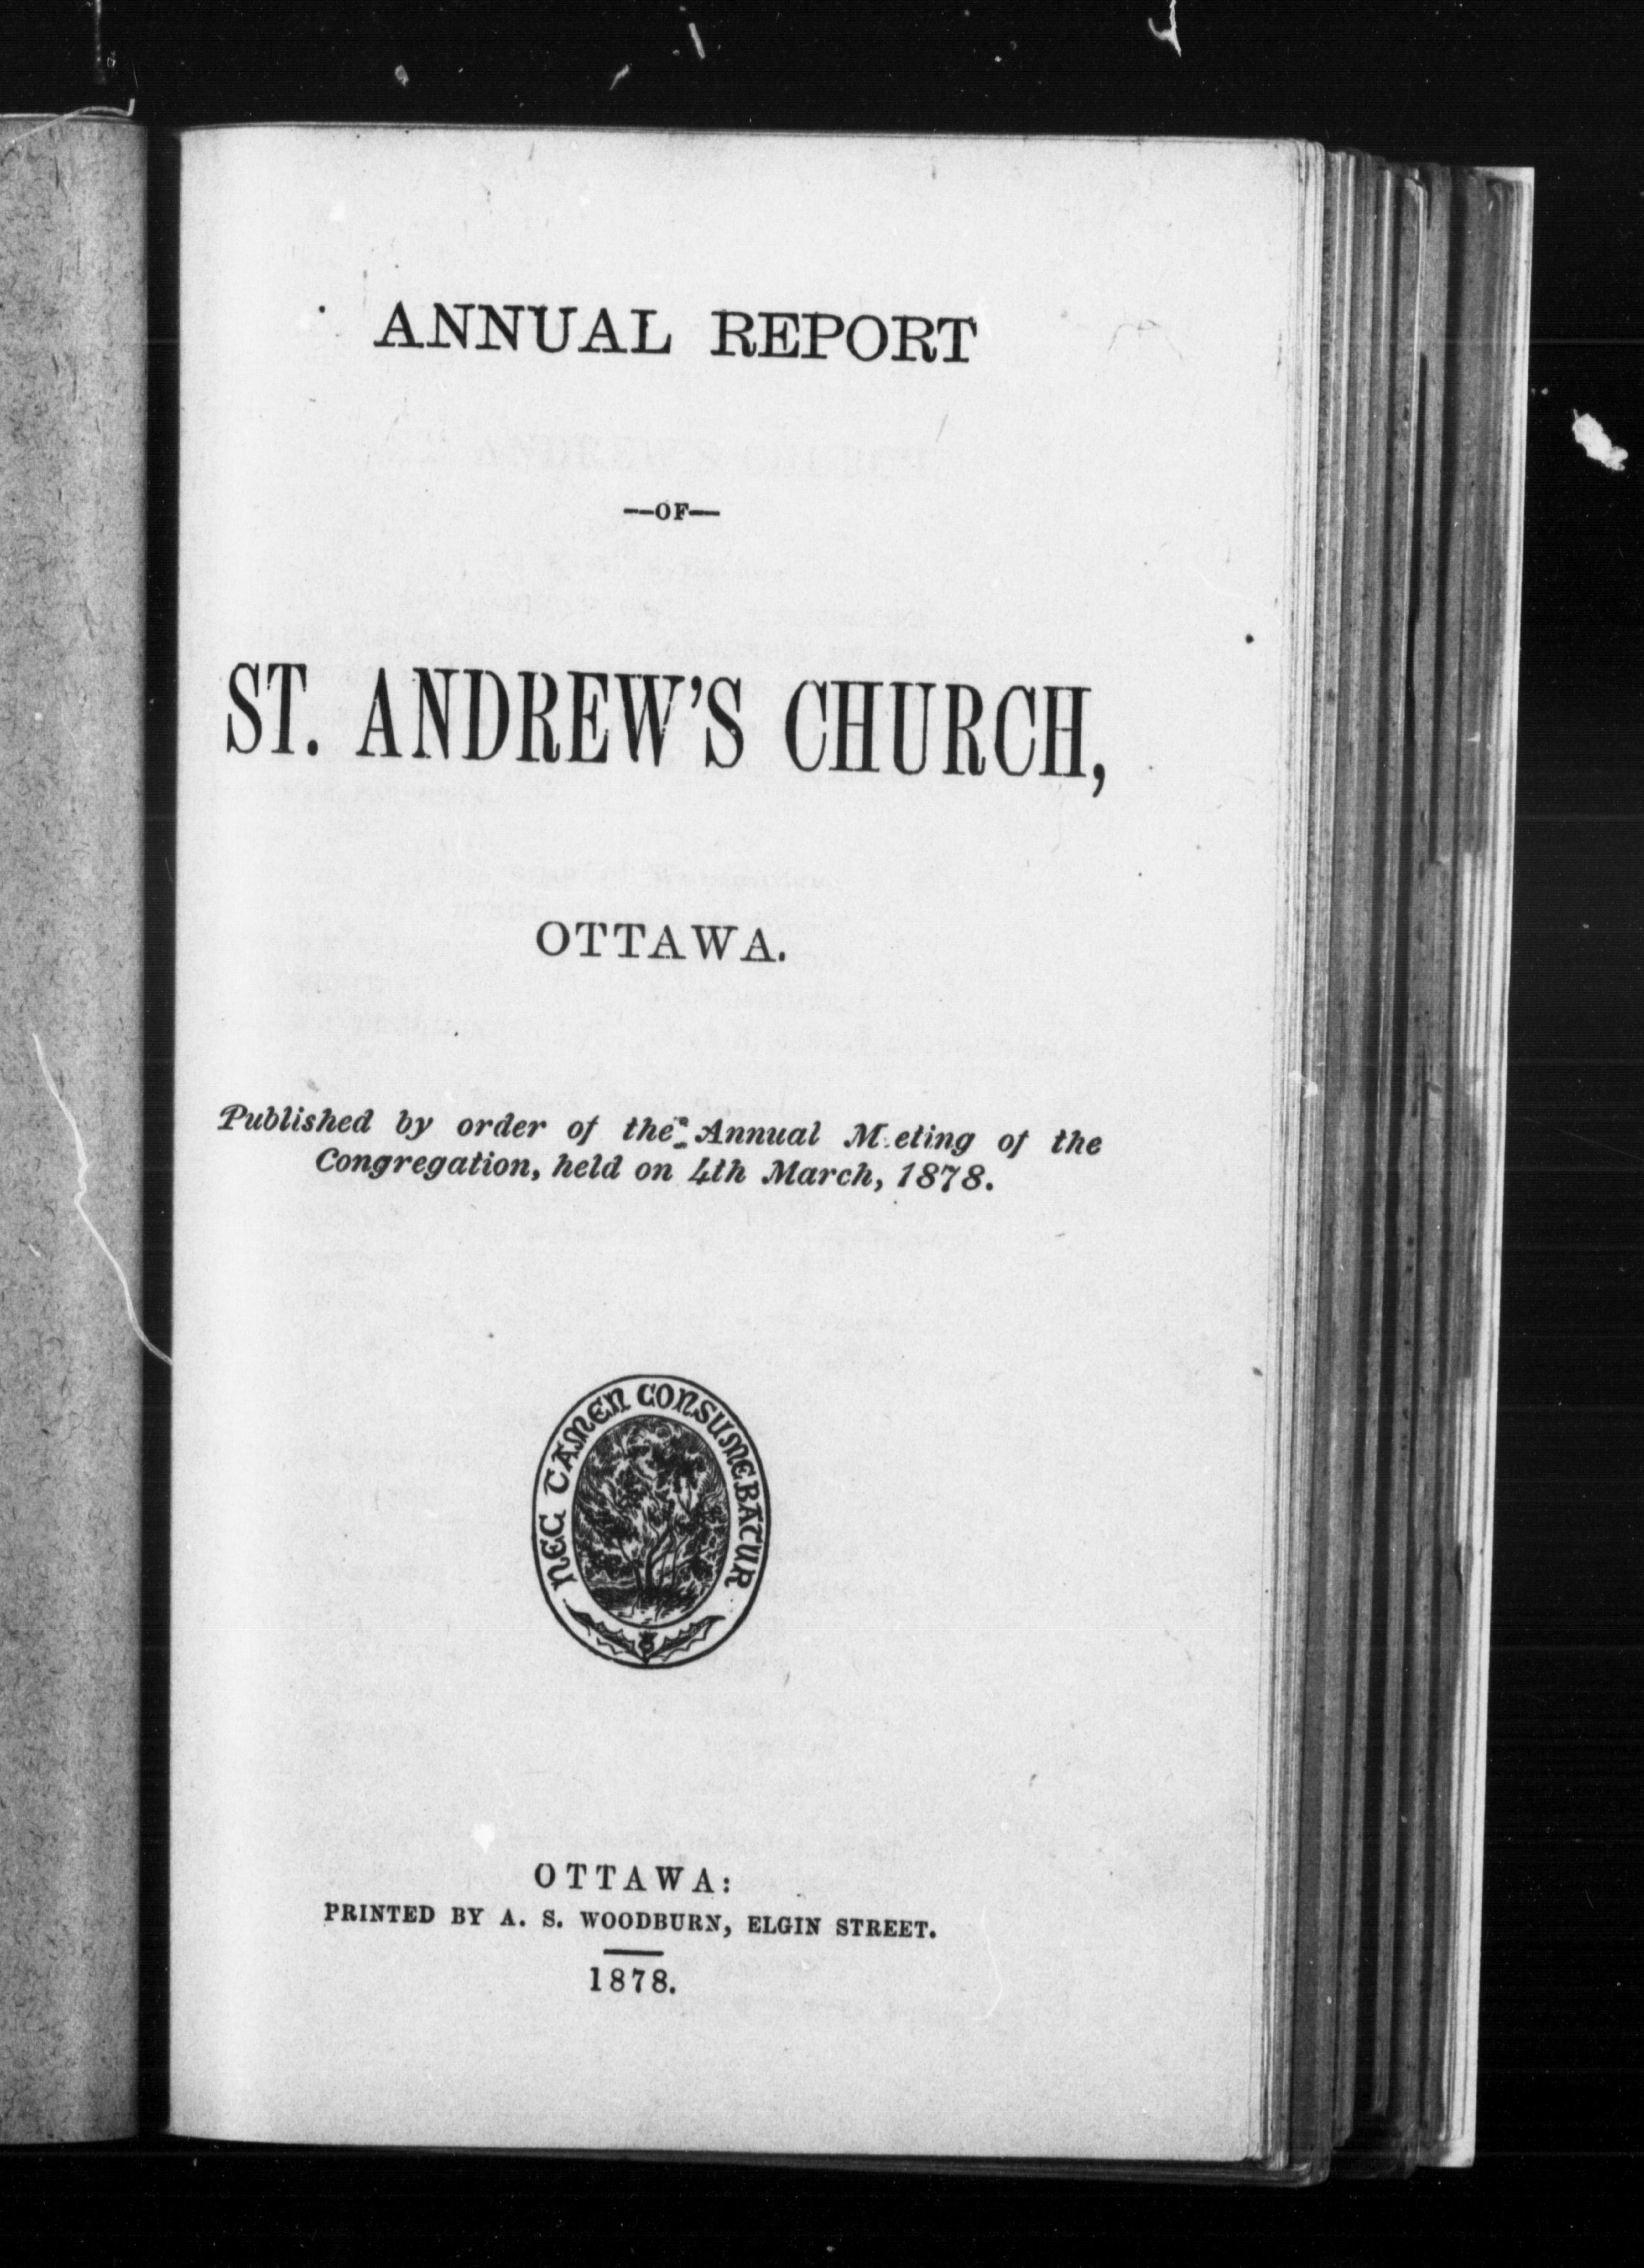 ANNUAL REPORT
—OF—
ST. ANDREW'S CHURCH,
OTTAWA.
Published by order of the Annual M.eting of the
Congregation, held on 4th March, 1878.
NEC TAMEN CONSUMEBATUR
OTTAWA:
PRINTED BY A. S. WOODBURN, ELGIN STREET.
1878.